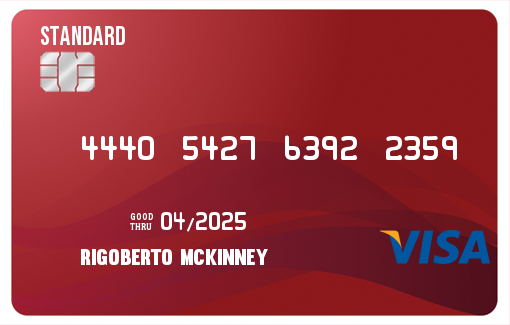 STANDARD
4440 5427 6392 2359
GOOD THRU 04/2025
RIGOBERTO MCKINNEY
VISA